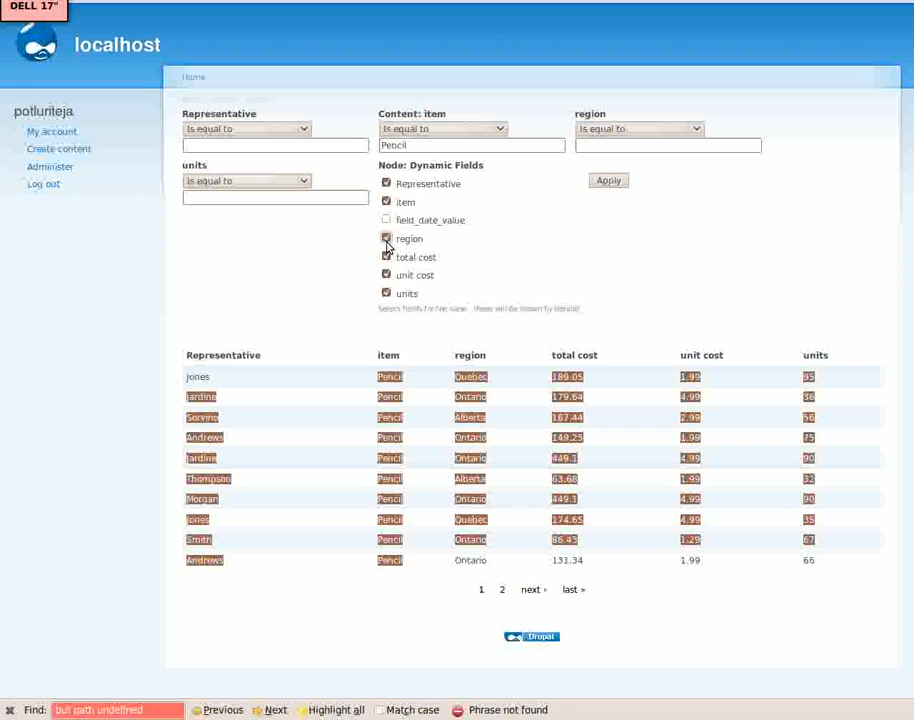 DELL 17"
localhost
Home
potluriteja
My account
Create content
Administer
Log out
Representative Content: item region
Is equal to Is equal to Is equal to
Pencil
units Node: Dynamic Fields
Is equal to Representative Apply
item
field_date_value
region
total cost
unit cost
units
Representative item region total cost unit cost units
Jones Pencil Quebec 189.05 1.99 95
Jardine Pencil Ontario 179.64 4.99 36
Sorvino Pencil Alberta 167.44 2.99 56
Andrews Pencil Ontario 149.25 1.99 75
Jardine Pencil Ontario 449.1 4.99 90
Thompson Pencil Alberta 63.68 1.99 32
Morgan Pencil Ontario 449.1 4.99 90
Jones Pencil Quebec 174.65 4.99 35
Smith Pencil Ontario 86.43 1.29 67
Andrews Pencil Ontario 131.34 1.99 66
1 2 next › last »
Drupal
Find: but gath undefined Previous Next Highlight all Match case Phrase not found